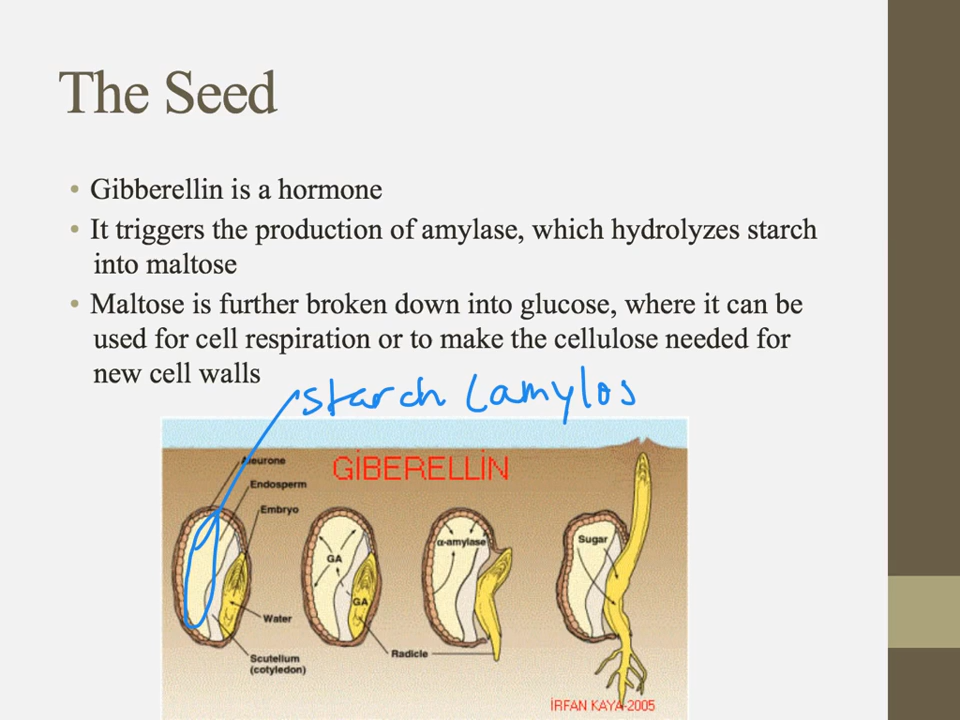 The Seed
• Gibberellin is a hormone
• It triggers the production of amylase, which hydrolyzes starch
into maltose
• Maltose is further broken down into glucose, where it can be
used for cell respiration or to make the cellulose needed for
new cell walls
starch (amylos
GİBERELLİN
Aleurone
Endosperm
Embryo
Water
Scutellum
(cotyledon)
GA
GA
Radicle
α-amylase
Sugar
İRFAN KAYA-2005